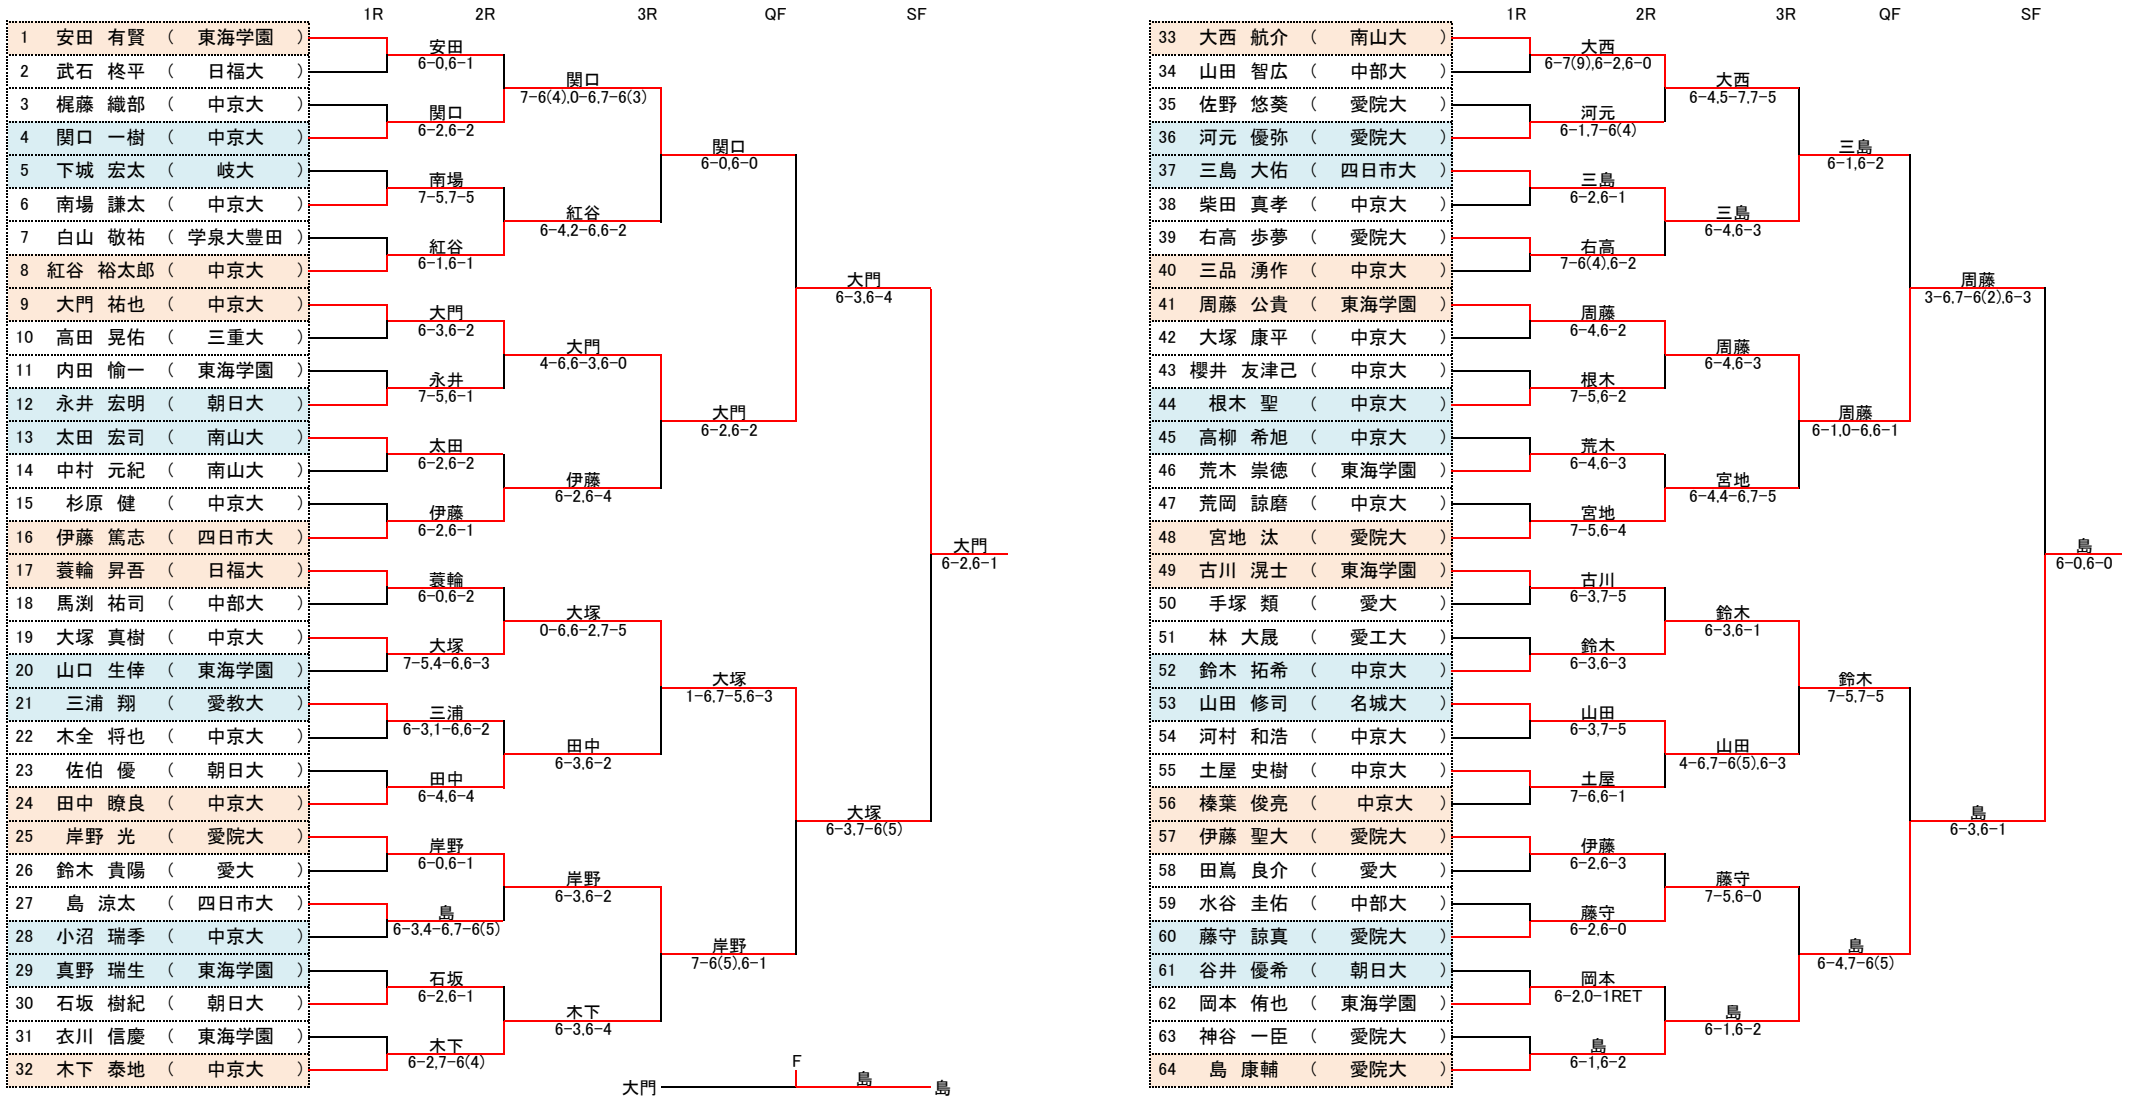 1R 2R 3R QF SF
1 安田 有賢 ( 東海学園 )
2 武石 柊平 ( 日福大 )
3 梶藤 織部 ( 中京大 )
4 関口 一樹 ( 中京大 )
5 下城 宏太 ( 岐大 )
6 南場 謙太 ( 中京大 )
7 白山 敬祐 ( 学泉大豊田 )
8 紅谷 裕太郎 ( 中京大 )
9 大門 祐也 ( 中京大 )
10 高田 晃佑 ( 三重大 )
11 内田 愉一 ( 東海学園 )
12 永井 宏明 ( 朝日大 )
13 太田 宏司 ( 南山大 )
14 中村 元紀 ( 南山大 )
15 杉原 健 ( 中京大 )
16 伊藤 篤志 ( 四日市大 )
17 蓑輪 昇吾 ( 日福大 )
18 馬渕 祐司 ( 中部大 )
19 大塚 真樹 ( 中京大 )
20 山口 生倖 ( 東海学園 )
21 三浦 翔 ( 愛教大 )
22 木全 将也 ( 中京大 )
23 佐伯 優 ( 朝日大 )
24 田中 瞭良 ( 中京大 )
25 岸野 光 ( 愛院大 )
26 鈴木 貴陽 ( 愛大 )
27 島 涼太 ( 四日市大 )
28 小沼 瑞季 ( 中京大 )
29 真野 瑞生 ( 東海学園 )
30 石坂 樹紀 ( 朝日大 )
31 衣川 信慶 ( 東海学園 )
32 木下 泰地 ( 中京大 )
安田
6-0,6-1
関口
6-2,6-2
南場
7-5,7-5
紅谷
6-1,6-1
大門
6-3,6-2
永井
7-5,6-1
太田
6-2,6-2
伊藤
6-2,6-1
蓑輪
6-0,6-2
大塚
7-5,4-6,6-3
三浦
6-3,1-6,6-2
田中
6-4,6-4
岸野
6-0,6-1
島
6-3,4-6,7-6(5)
石坂
6-2,6-1
木下
6-2,7-6(4)
関口
7-6(4),0-6,7-6(3)
紅谷
6-4,2-6,6-2
大門
4-6,6-3,6-0
伊藤
6-2,6-4
大塚
0-6,6-2,7-5
田中
6-3,6-2
岸野
6-3,6-2
木下
6-3,6-4
関口
6-0,6-0
大門
6-2,6-2
大塚
1-6,7-5,6-3
岸野
7-6(5),6-1
大門
6-3,6-4
大塚
6-3,7-6(5)
大門
6-2,6-1
F
大門 島 島
1R 2R 3R QF SF
33 大西 航介 ( 南山大 )
34 山田 智広 ( 中部大 )
35 佐野 悠葵 ( 愛院大 )
36 河元 優弥 ( 愛院大 )
37 三島 大佑 ( 四日市大 )
38 柴田 真孝 ( 中京大 )
39 右高 歩夢 ( 愛院大 )
40 三品 湧作 ( 中京大 )
41 周藤 公貴 ( 東海学園 )
42 大塚 康平 ( 中京大 )
43 櫻井 友津己 ( 中京大 )
44 根木 聖 ( 中京大 )
45 高柳 希旭 ( 中京大 )
46 荒木 崇徳 ( 東海学園 )
47 荒岡 諒磨 ( 中京大 )
48 宮地 汰 ( 愛院大 )
49 古川 滉士 ( 東海学園 )
50 手塚 類 ( 愛大 )
51 林 大晟 ( 愛工大 )
52 鈴木 拓希 ( 中京大 )
53 山田 修司 ( 名城大 )
54 河村 和浩 ( 中京大 )
55 土屋 史樹 ( 中京大 )
56 榛葉 俊亮 ( 中京大 )
57 伊藤 聖大 ( 愛院大 )
58 田嶌 良介 ( 愛大 )
59 水谷 圭佑 ( 中部大 )
60 藤守 諒真 ( 愛院大 )
61 谷井 優希 ( 朝日大 )
62 岡本 侑也 ( 東海学園 )
63 神谷 一臣 ( 愛院大 )
64 島 康輔 ( 愛院大 )
大西
6-7(9),6-2,6-0
河元
6-1,7-6(4)
三島
6-2,6-1
右高
7-6(4),6-2
周藤
6-4,6-2
根木
7-5,6-2
荒木
6-4,6-3
宮地
7-5,6-4
古川
6-3,7-5
鈴木
6-3,6-3
山田
6-3,7-5
土屋
7-6,6-1
伊藤
6-2,6-3
藤守
6-2,6-0
岡本
6-2,0-1RET
島
6-1,6-2
大西
6-4,5-7,7-5
三島
6-4,6-3
周藤
6-4,6-3
宮地
6-4,4-6,7-5
鈴木
6-3,6-1
山田
4-6,7-6(5),6-3
藤守
7-5,6-0
島
6-1,6-2
三島
6-1,6-2
周藤
6-1,0-6,6-1
鈴木
7-5,7-5
島
6-4,7-6(5)
周藤
3-6,7-6(2),6-3
島
6-3,6-1
島
6-0,6-0